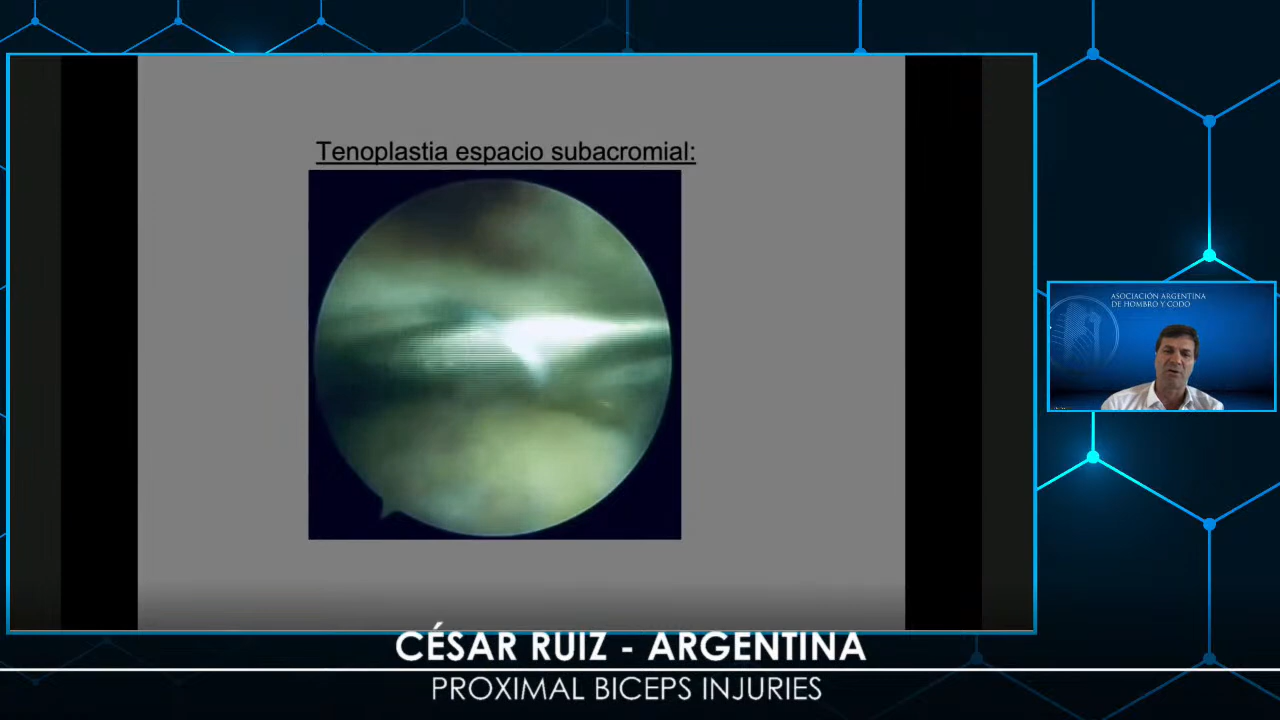 Tenoplastia espacio subacromial:
ASOCIACIÓN ARGENTINA
DE HOMBRO Y CODO
CÉSAR RUIZ - ARGENTINA
PROXIMAL BICEPS INJURIES